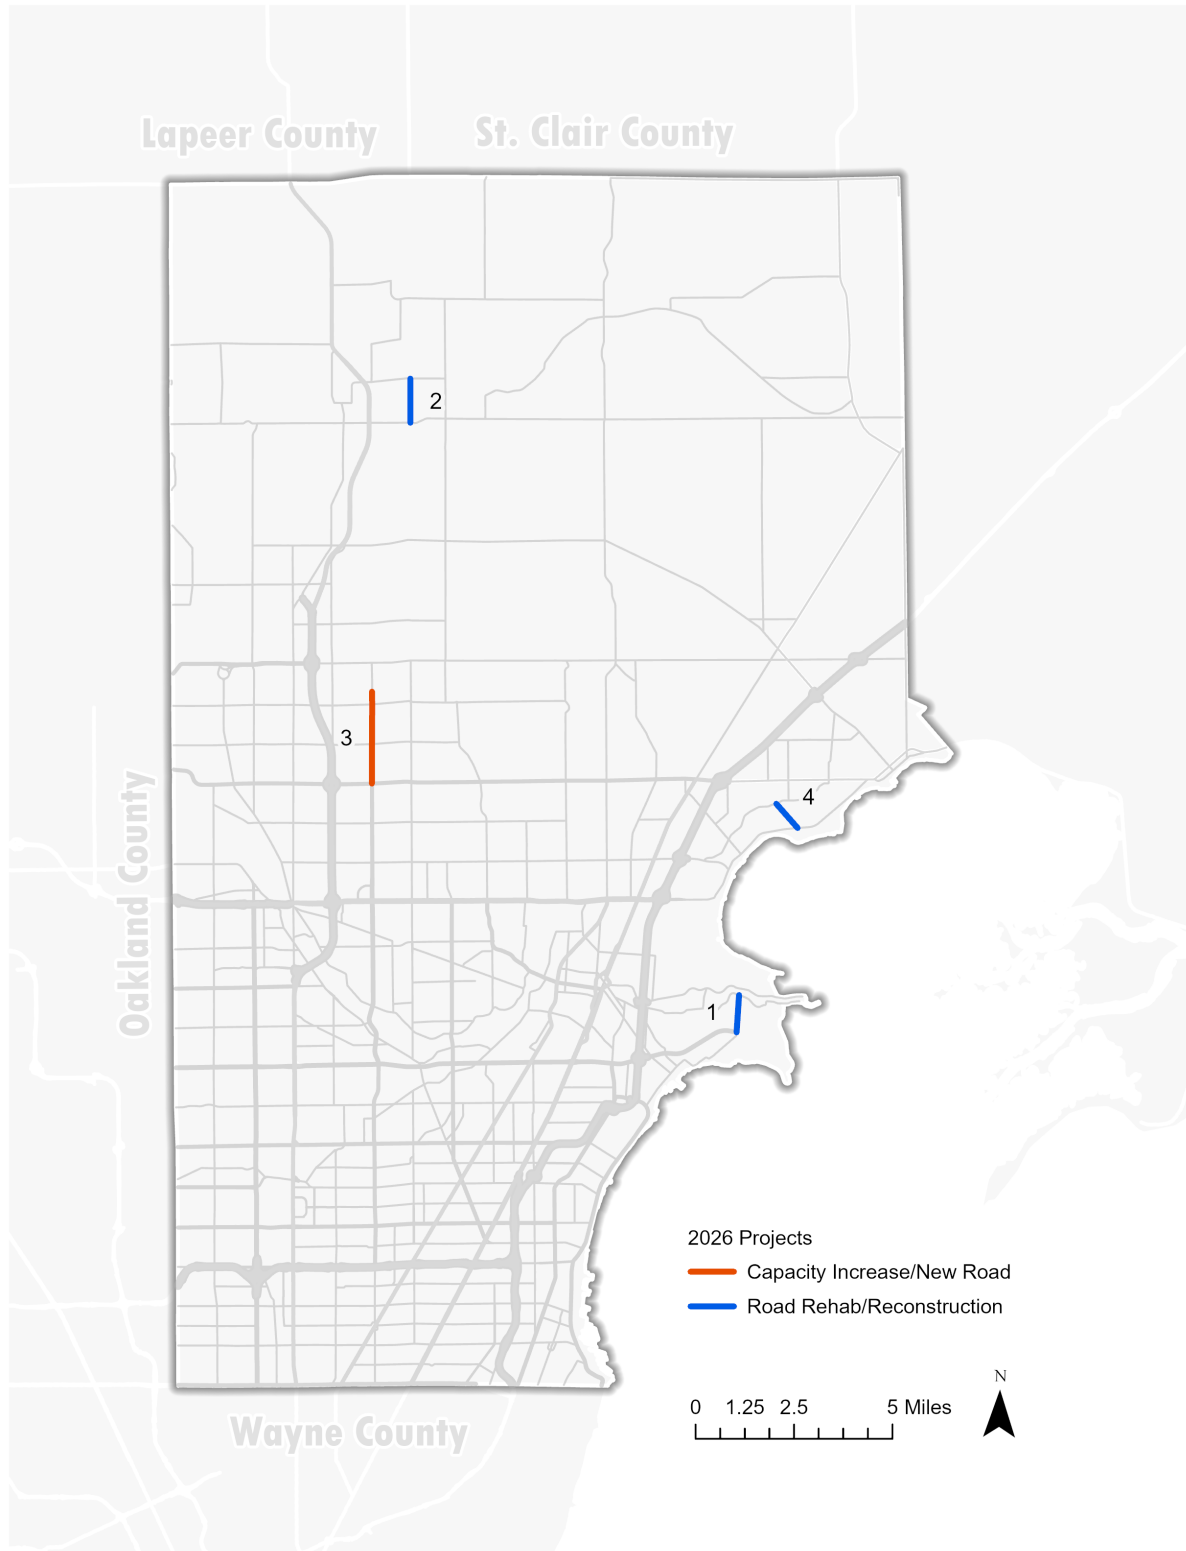 Lapeer County
St. Clair County
2
3
4
Oakland County
1
2026 Projects
Capacity Increase/New Road
Road Rehab/Reconstruction
N
0 1.25 2.5 5 Miles
Wayne County